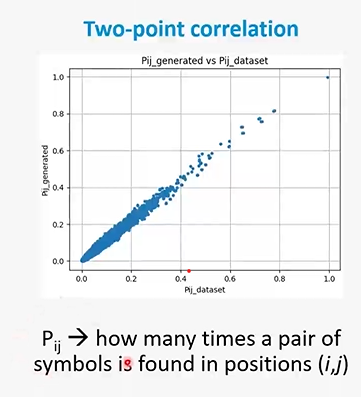 Two-point correlation
Pij_generated vs Pij_dataset
1.0
0.8
0.6
0.4
0.2
0.0
Pij_generated
0.0 0.2 0.4 0.6 0.8 1.0
Pij_dataset
Pij → how many times a pair of
symbols is found in positions (i,j)